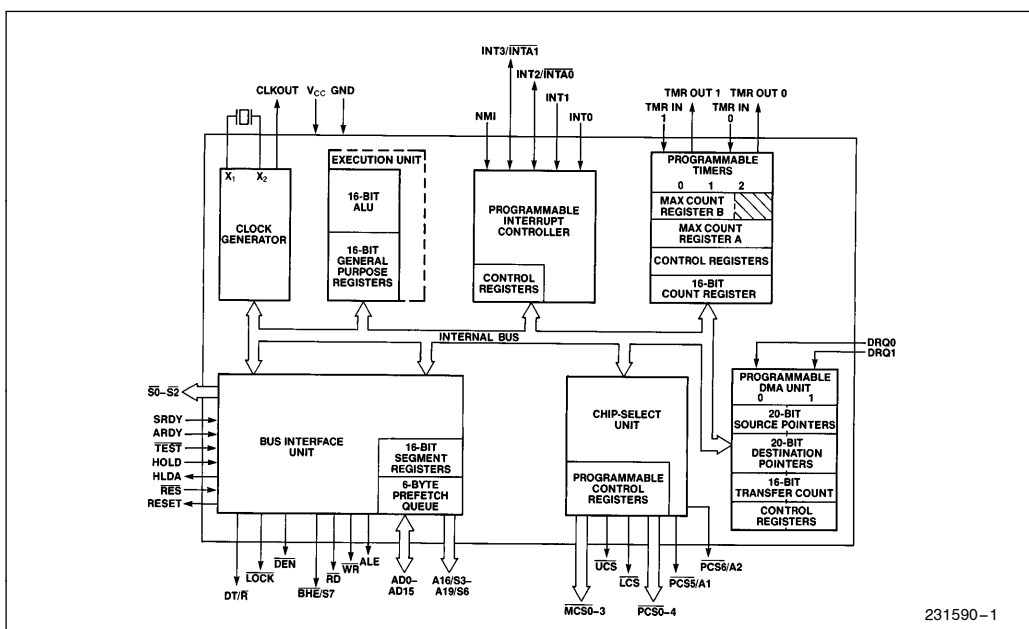 INT3/INTA1
INT2/INTA0
TMR OUT 1
TMR OUT 0
CLKOUT
VCC
GND
NMI
INT1
INT0
TMR IN
1
TMR IN
0
X1
X2
CLOCK
GENERATOR
EXECUTION UNIT
16-BIT
ALU
16-BIT
GENERAL
PURPOSE
REGISTERS
PROGRAMMABLE
INTERRUPT
CONTROLLER
CONTROL
REGISTERS
PROGRAMMABLE
TIMERS
0 1 2
MAX COUNT
REGISTER B
MAX COUNT
REGISTER A
CONTROL REGISTERS
16-BIT
COUNT REGISTER
INTERNAL BUS
DRQ0
DRQ1
S0-S2
SRDY
ARDY
TEST
HOLD
HLDA
RES
RESET
BUS INTERFACE
UNIT
16-BIT
SEGMENT
REGISTERS
6-BYTE
PREFETCH
QUEUE
CHIP-SELECT
UNIT
PROGRAMMABLE
CONTROL
REGISTERS
PROGRAMMABLE
DMA UNIT
0 1
20-BIT
SOURCE POINTERS
20-BIT
DESTINATION
POINTERS
16-BIT
TRANSFER COUNT
CONTROL
REGISTERS
DT/R
LOCK
DEN
BHE/S7
RD
WR
ALE
AD0-
AD15
A16/S3-
A19/S6
MCS0-3
UCS
LCS
PCS0-4
PCS5/A1
PCS6/A2
231590-1